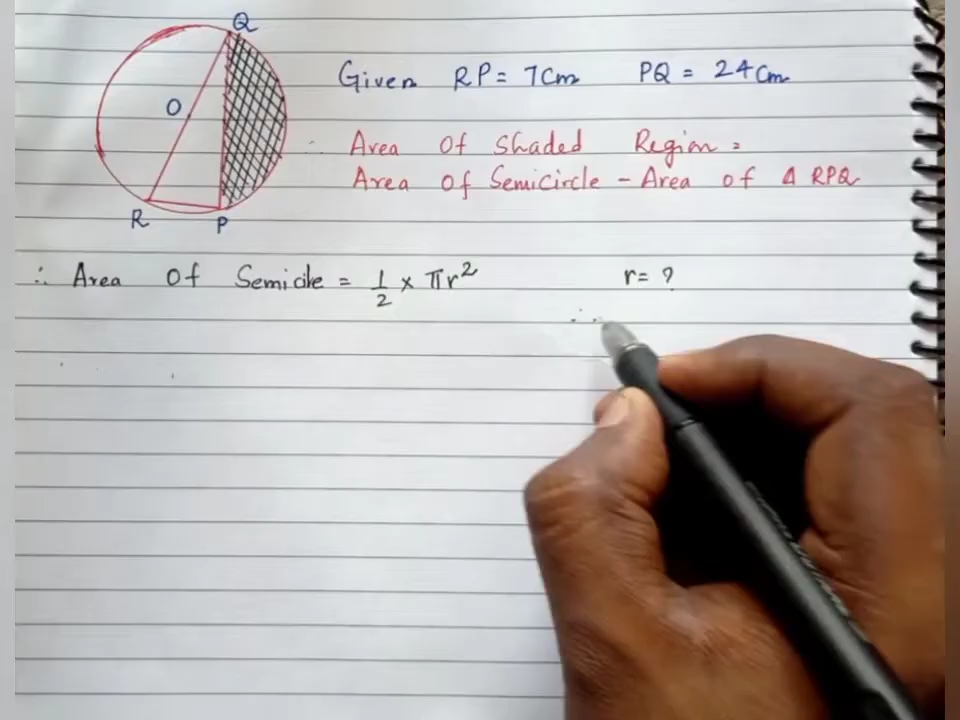 Q
O
R
P
Given RP = 7cm PQ = 24cm
∴ Area Of Shaded Region =
Area Of Semicircle - Area of Δ RPQ
∴ Area Of Semicile = 1/2 × πr² r = ?
∴